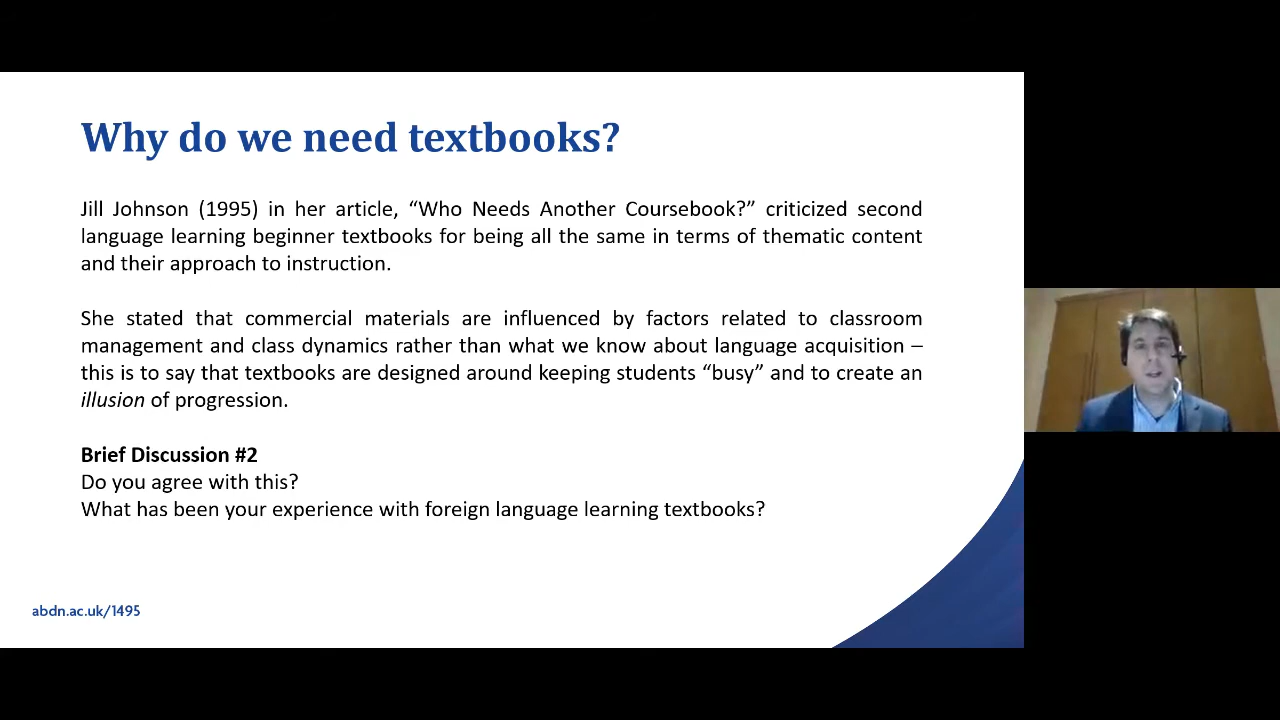 Why do we need textbooks?
Jill Johnson (1995) in her article, “Who Needs Another Coursebook?” criticized second
language learning beginner textbooks for being all the same in terms of thematic content
and their approach to instruction.
She stated that commercial materials are influenced by factors related to classroom
management and class dynamics rather than what we know about language acquisition –
this is to say that textbooks are designed around keeping students “busy” and to create an
illusion of progression.
Brief Discussion #2
Do you agree with this?
What has been your experience with foreign language learning textbooks?
abdn.ac.uk/1495